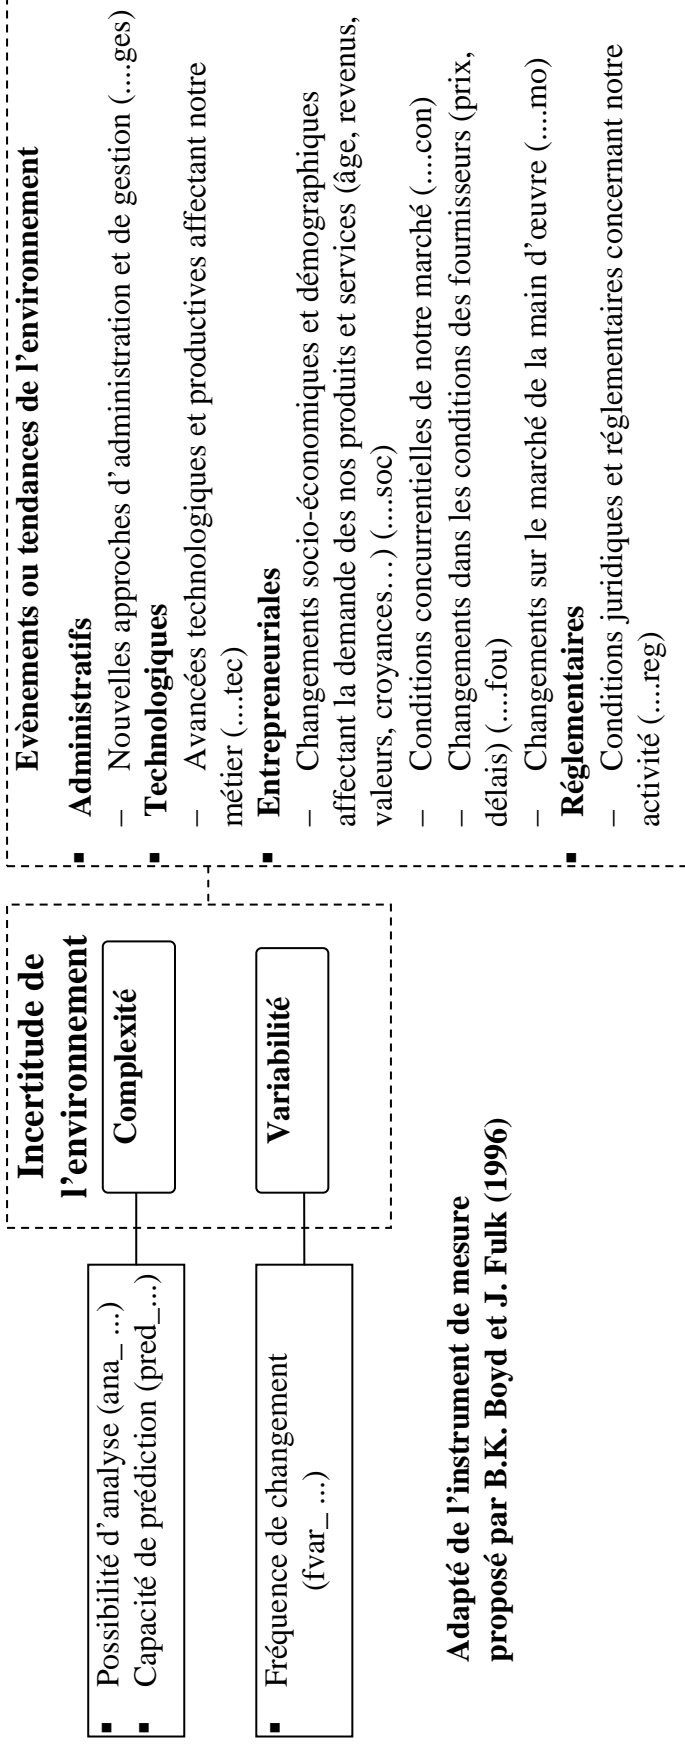 Possibilité d’analyse (ana_ ...)
Capacité de prédiction (pred_...)
Fréquence de changement
(fvar_ ...)
Adapté de l’instrument de mesure
proposé par B.K. Boyd et J. Fulk (1996)
Incertitude de
l’environnement
Complexité
Variabilité
Evènements ou tendances de l’environnement
▪ Administratifs
– Nouvelles approches d’administration et de gestion (....ges)
▪ Technologiques
– Avancées technologiques et productives affectant notre
métier (....tec)
▪ Entrepreneuriales
– Changements socio-économiques et démographiques
affectant la demande des nos produits et services (âge, revenus,
valeurs, croyances…) (....soc)
– Conditions concurrentielles de notre marché (....con)
– Changements dans les conditions des fournisseurs (prix,
délais) (....fou)
– Changements sur le marché de la main d’œuvre (....mo)
▪ Réglementaires
– Conditions juridiques et réglementaires concernant notre
activité (....reg)